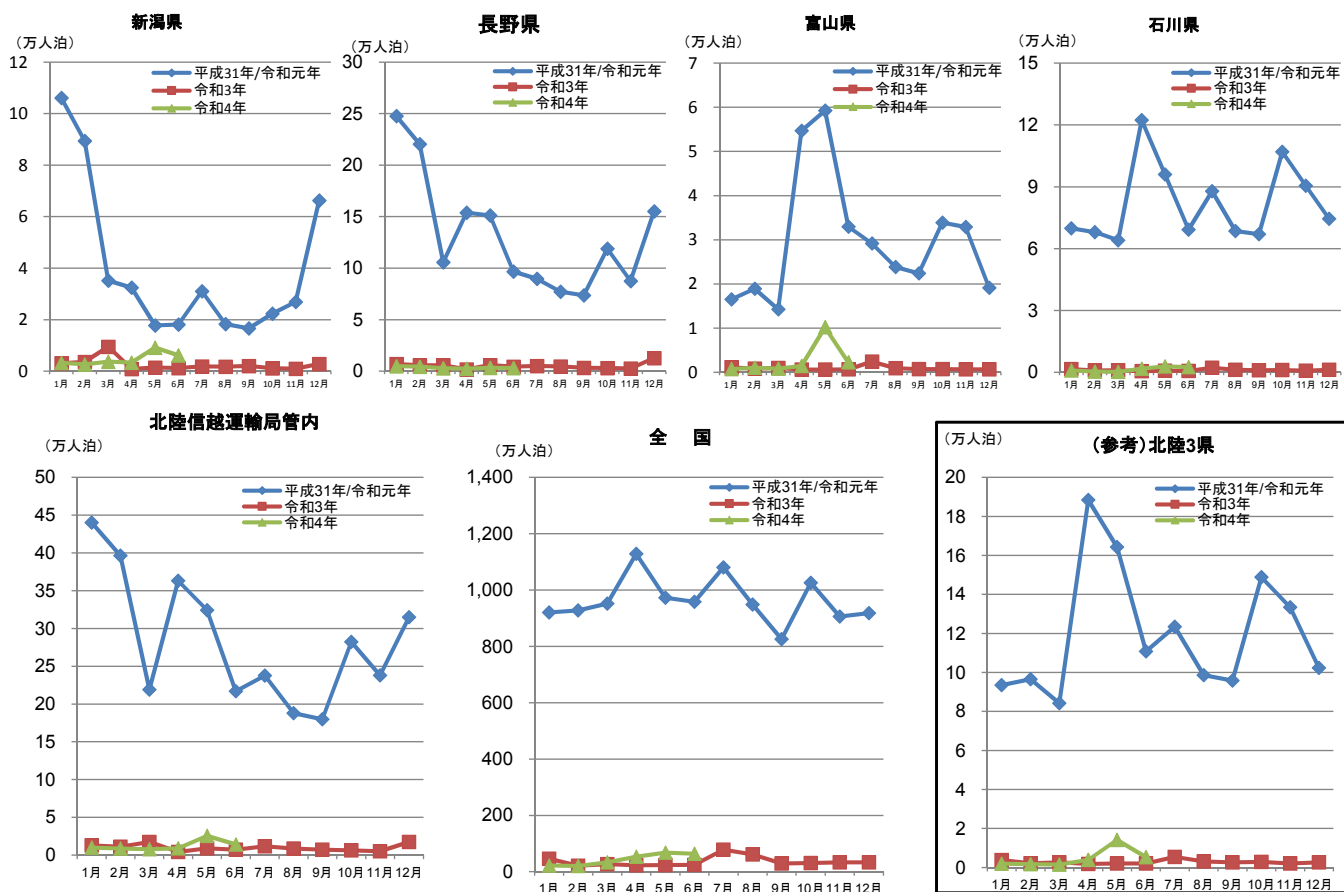 新潟県
(万人泊)
平成31年/令和元年
令和3年
令和4年
12
10
8
6
4
2
0
1月 2月 3月 4月 5月 6月 7月 8月 9月 10月 11月 12月
長野県
(万人泊)
平成31年/令和元年
令和3年
令和4年
30
25
20
15
10
5
0
1月 2月 3月 4月 5月 6月 7月 8月 9月 10月 11月 12月
富山県
(万人泊)
平成31年/令和元年
令和3年
令和4年
7
6
5
4
3
2
1
0
1月 2月 3月 4月 5月 6月 7月 8月 9月 10月 11月 12月
石川県
(万人泊)
平成31年/令和元年
令和3年
令和4年
15
12
9
6
3
0
1月 2月 3月 4月 5月 6月 7月 8月 9月 10月 11月 12月
北陸信越運輸局管内
(万人泊)
平成31年/令和元年
令和3年
令和4年
50
45
40
35
30
25
20
15
10
5
0
1月 2月 3月 4月 5月 6月 7月 8月 9月 10月 11月 12月
全 国
(万人泊)
平成31年/令和元年
令和3年
令和4年
1,400
1,200
1,000
800
600
400
200
0
1月 2月 3月 4月 5月 6月 7月 8月 9月 10月 11月 12月
(参考)北陸3県
(万人泊)
平成31年/令和元年
令和3年
令和4年
20
18
16
14
12
10
8
6
4
2
0
1月 2月 3月 4月 5月 6月 7月 8月 9月 10月 11月 12月